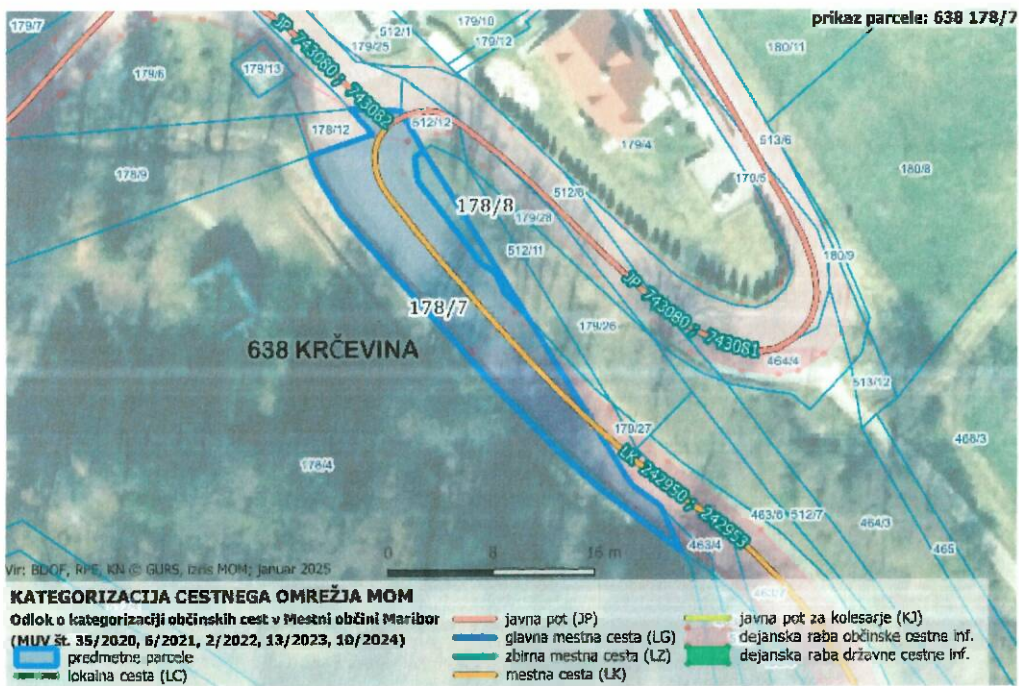 prikaz parcele: 638 178/7
179/7
179/10
512/1
179/12
179/25
180/11
179/6
179/13
JP 743080; 743082
178/12
512/12
179/4
513/6
179/5
180/8
178/9
512/6
178/8
179/28
512/11
180/9
JP 743080; 743081
178/7
179/26
638 KRČEVINA
464/4
513/12
179/27
468/3
178/4
LK 242950; 242953
463/6
512/7
464/3
465
463/4
463/7
0 8 16 m
Vir: BDOF, RPE, KN © GURS, izris MOM; januar 2025
KATEGORIZACIJA CESTNEGA OMREŽJA MOM
Odlok o kategorizaciji občinskih cest v Mestni občini Maribor
(MUV št. 35/2020, 6/2021, 2/2022, 13/2023, 10/2024)
predmetne parcele
lokalna cesta (LC)
javna pot (JP)
glavna mestna cesta (LG)
zbirna mestna cesta (LZ)
mestna cesta (LK)
javna pot za kolesarje (KJ)
dejanska raba občinske cestne inf.
dejanska raba državne cestne inf.